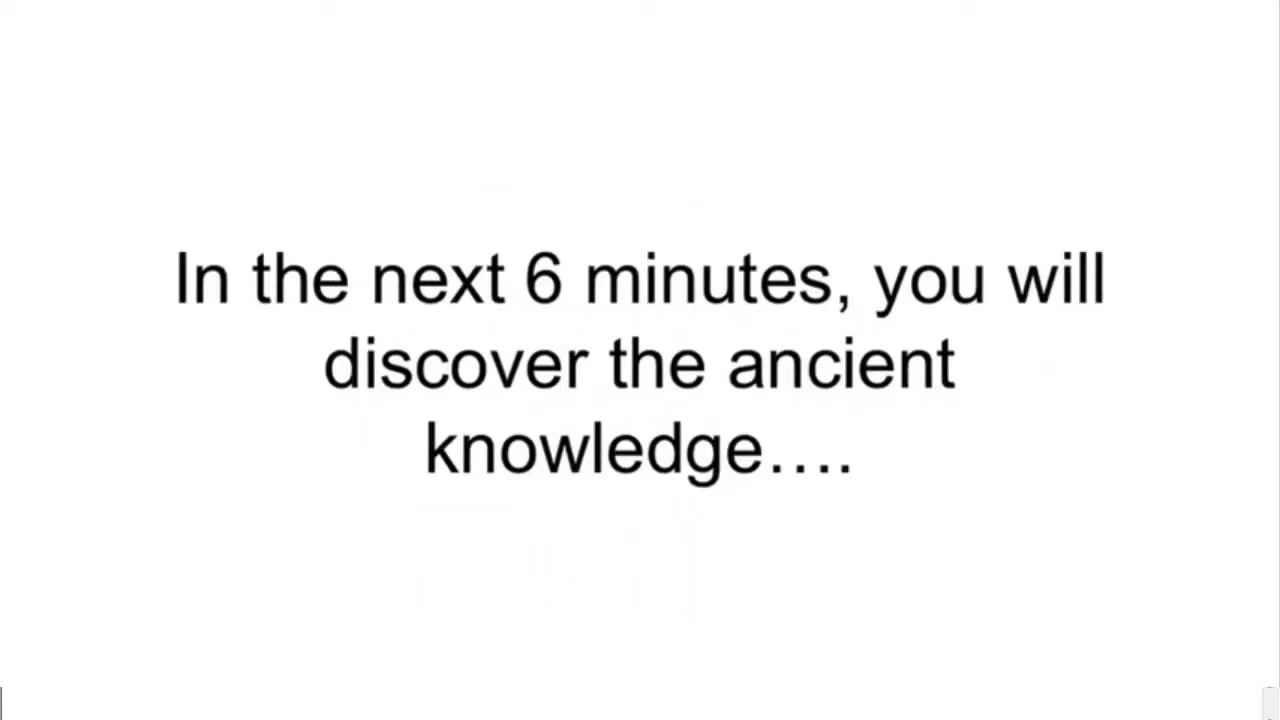 In the next 6 minutes, you will
discover the ancient
knowledge….